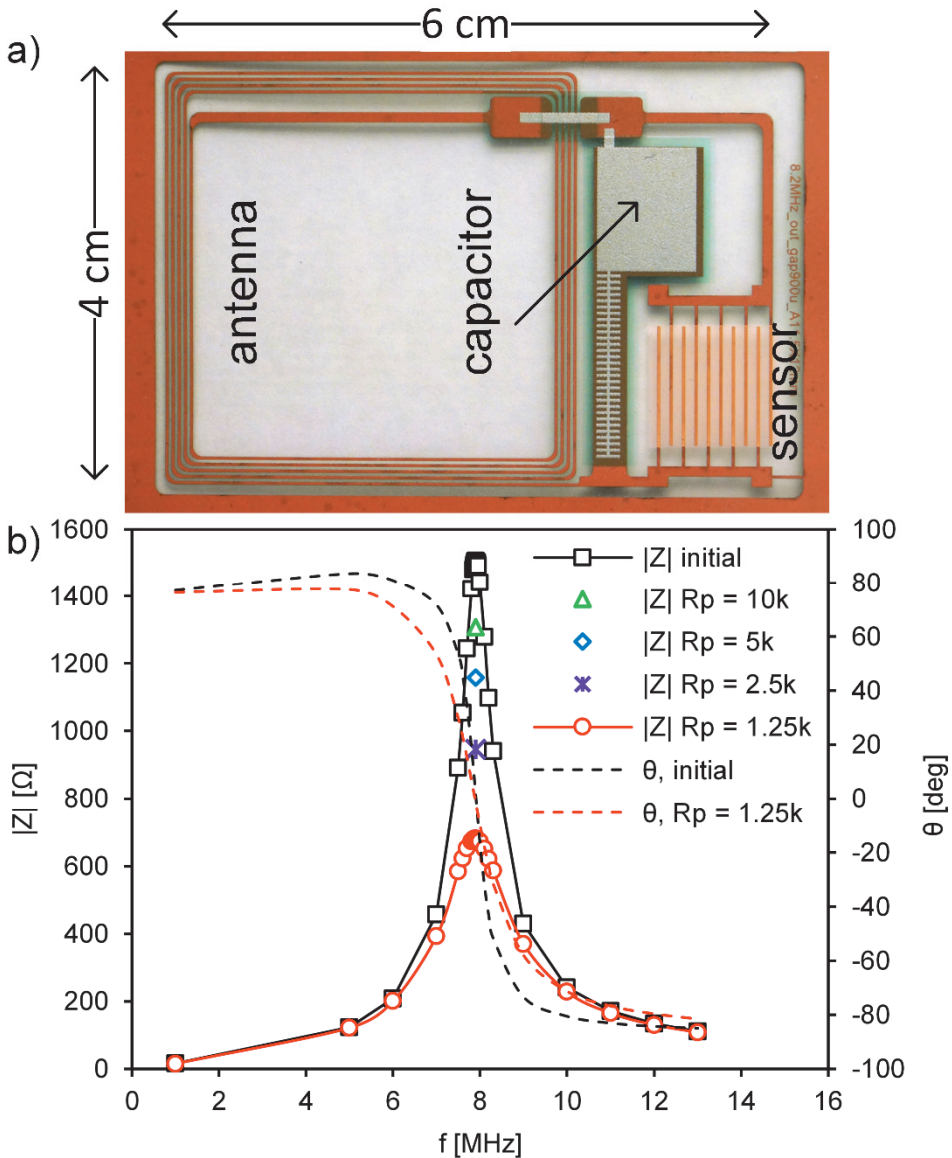 a)
6 cm
4 cm
antenna
capacitor
sensor
b)
|Z| [Ω]
1600
1400
1200
1000
800
600
400
200
0
|Z| initial
|Z| Rp = 10k
|Z| Rp = 5k
|Z| Rp = 2.5k
|Z| Rp = 1.25k
θ, initial
θ, Rp = 1.25k
100
80
60
40
20
0
-20
-40
-60
-80
-100
θ [deg]
0 2 4 6 8 10 12 14 16
f [MHz]